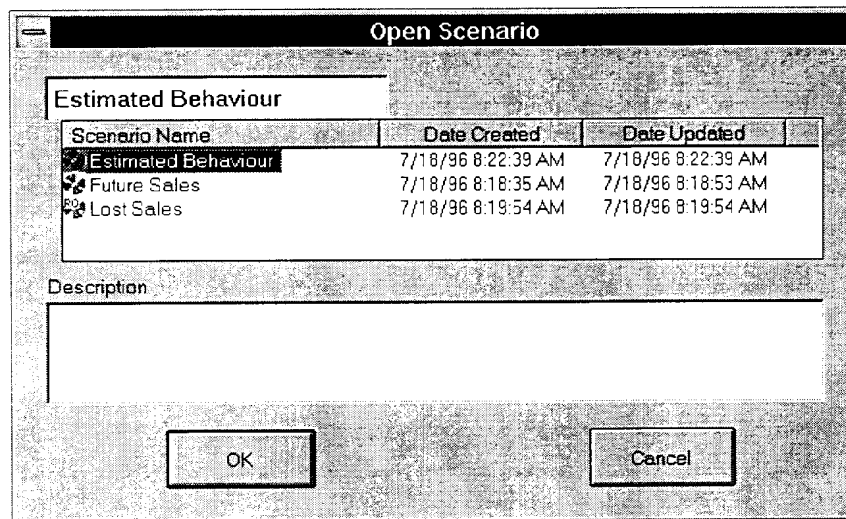 Open Scenario
Estimated Behaviour
Scenario Name Date Created Date Updated
Estimated Behaviour 7/18/96 8:22:39 AM 7/18/96 8:22:39 AM
Future Sales 7/18/96 8:18:35 AM 7/18/96 8:18:53 AM
RO Lost Sales 7/18/96 8:19:54 AM 7/18/96 8:19:54 AM
Description
OK Cancel